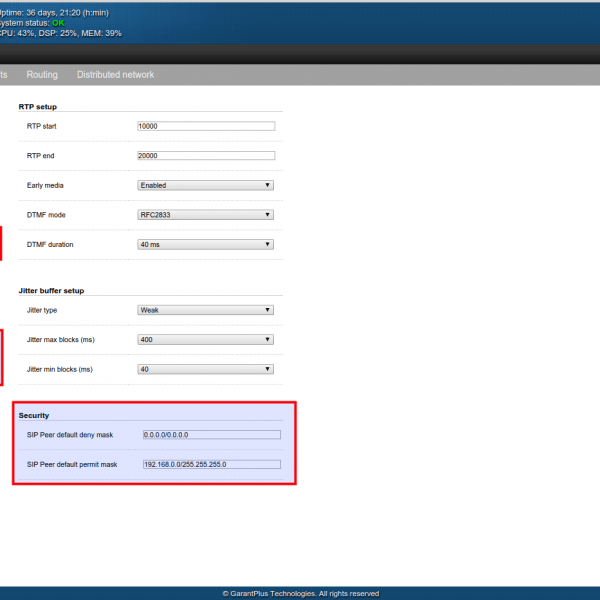 Uptime: 36 days, 21:20 (h:min)
System status: OK
CPU: 43%, DSP: 25%, MEM: 39%
ts Routing Distributed network
RTP setup
RTP start 10000
RTP end 20000
Early media Enabled
DTMF mode RFC2833
DTMF duration 40 ms
Jitter buffer setup
Jitter type Weak
Jitter max blocks (ms) 400
Jitter min blocks (ms) 40
Security
SIP Peer default deny mask 0.0.0.0/0.0.0.0
SIP Peer default permit mask 192.168.0.0/255.255.255.0
© GarantPlus Technologies. All rights reserved